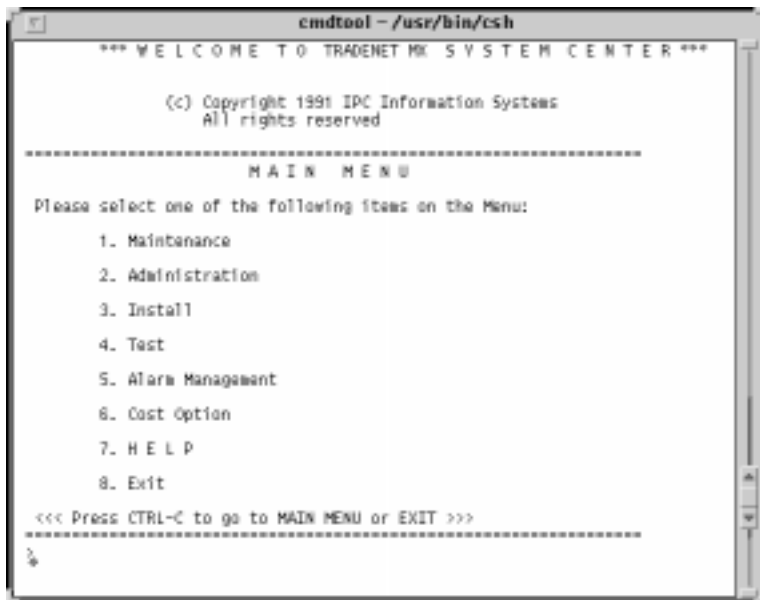 cmdtool – /usr/bin/csh
*** W E L C O M E T O TRADENET MX S Y S T E M C E N T E R ***
(c) Copyright 1991 IPC Information Systems
All rights reserved
M A I N M E N U
Please select one of the following items on the Menu:
1. Maintenance
2. Administration
3. Install
4. Test
5. Alarm Management
6. Cost Option
7. H E L P
8. Exit
<<< Press CTRL-C to go to MAIN MENU or EXIT >>>
>